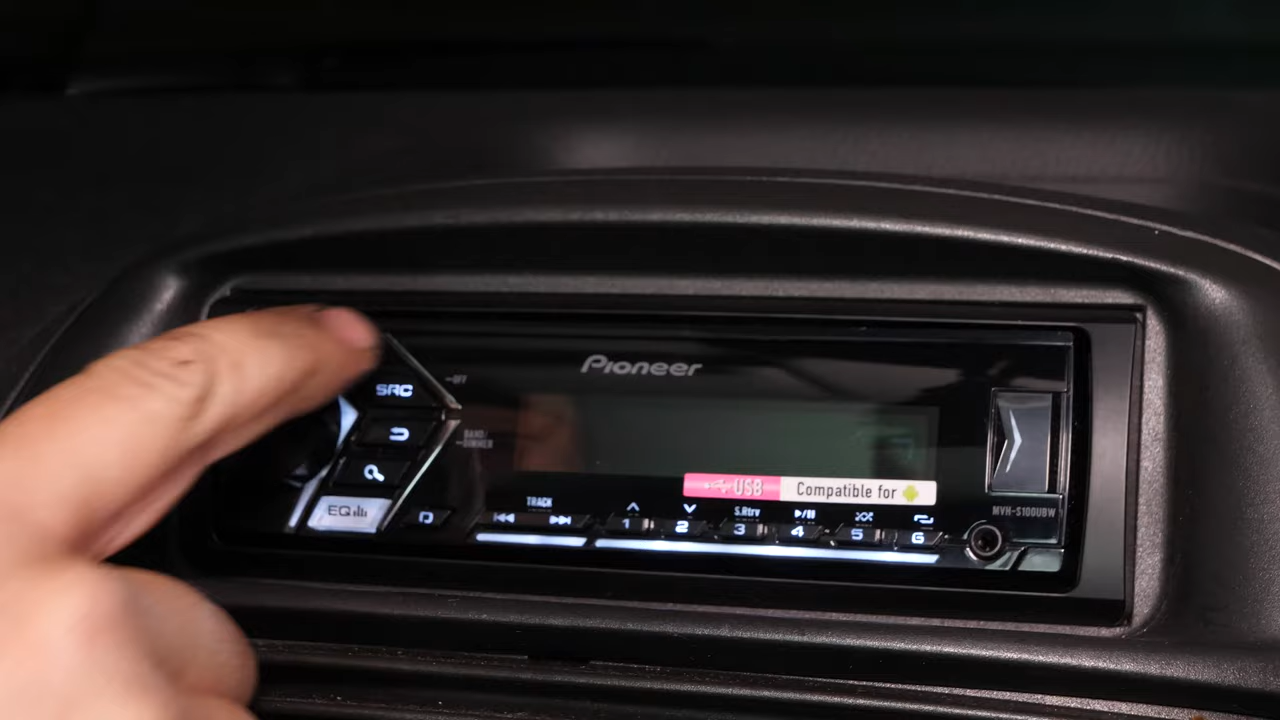 Pioneer
SRC
OFF
BAND/
DIMMER
USB Compatible for
EQ
TRACK
S.Rtrv
1 2 3 4 5 6
MVH-S100UBW